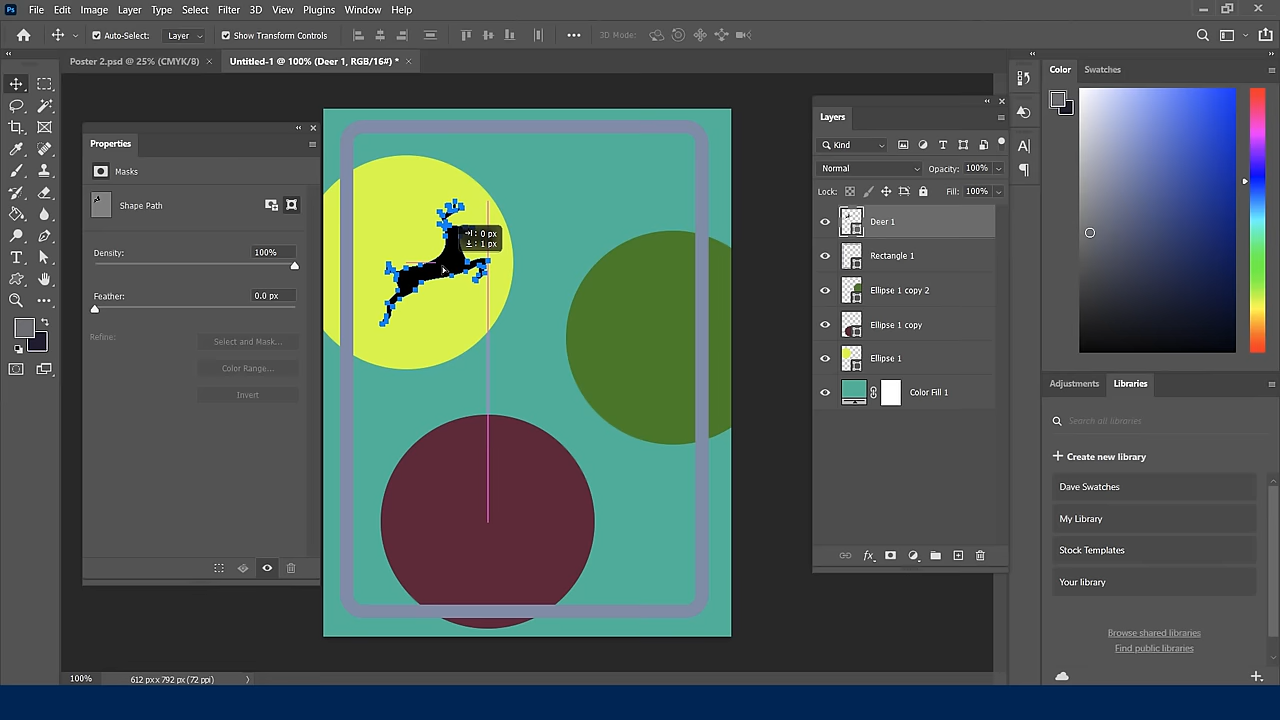 Ps File Edit Image Layer Type Select Filter 3D View Plugins Window Help
Auto-Select: Layer Show Transform Controls 3D Mode:
Poster 2.psd @ 25% (CMYK/8) × Untitled-1 @ 100% (Deer 1, RGB/16#) * ×
Properties
Masks
Shape Path
Density: 100%
Feather: 0.0 px
Refine: Select and Mask...
Color Range...
Invert
: 0 px
: 1 px
Layers
Kind
Normal Opacity: 100%
Lock: Fill: 100%
Deer 1
Rectangle 1
Ellipse 1 copy 2
Ellipse 1 copy
Ellipse 1
Color Fill 1
fx
Color Swatches
Adjustments Libraries
Search all libraries
+ Create new library
Dave Swatches
My Library
Stock Templates
Your library
Browse shared libraries
Find public libraries
100% 612 px x 792 px (72 ppi)